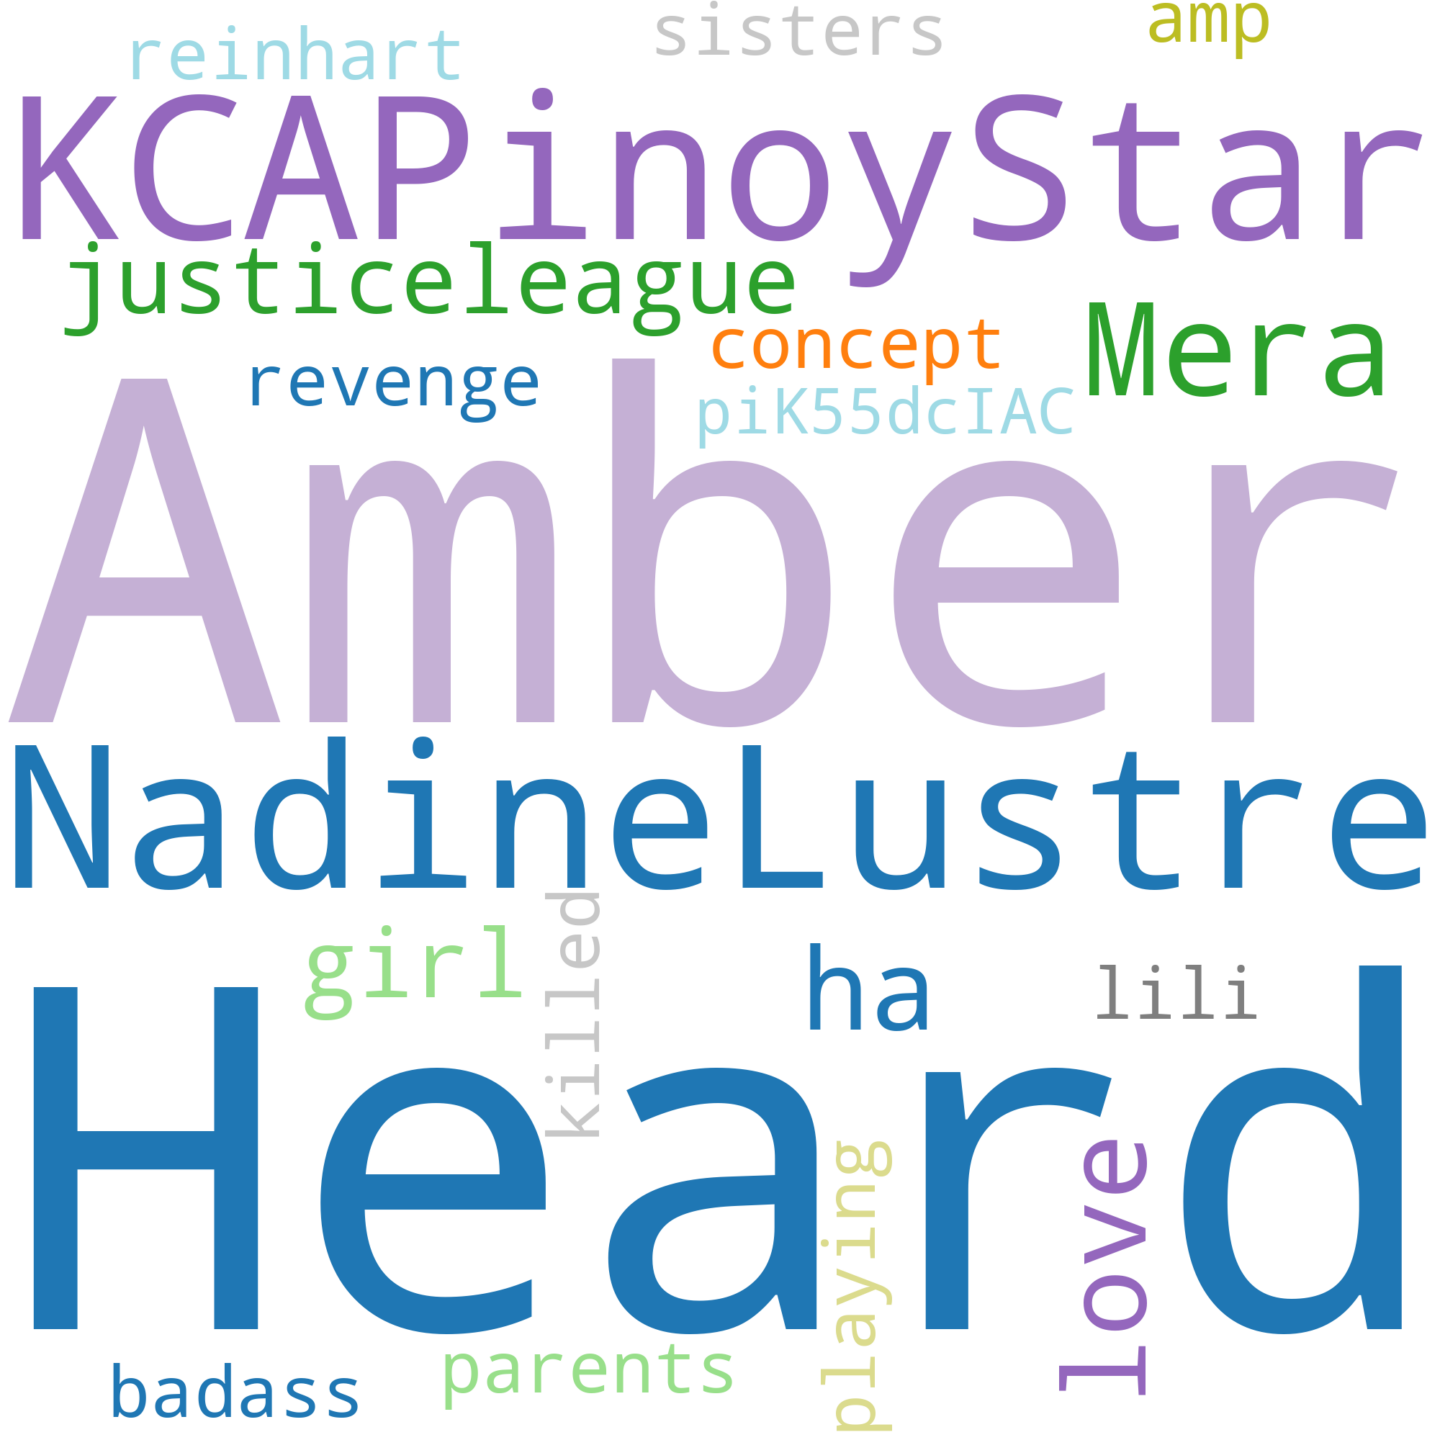 sisters
amp
reinhart
KCAPinoyStar
justiceleague
Mera
concept
revenge
piK55dcIAC
Amber
NadineLustre
killed
girl
ha
lili
Heard
playing
love
badass
parents